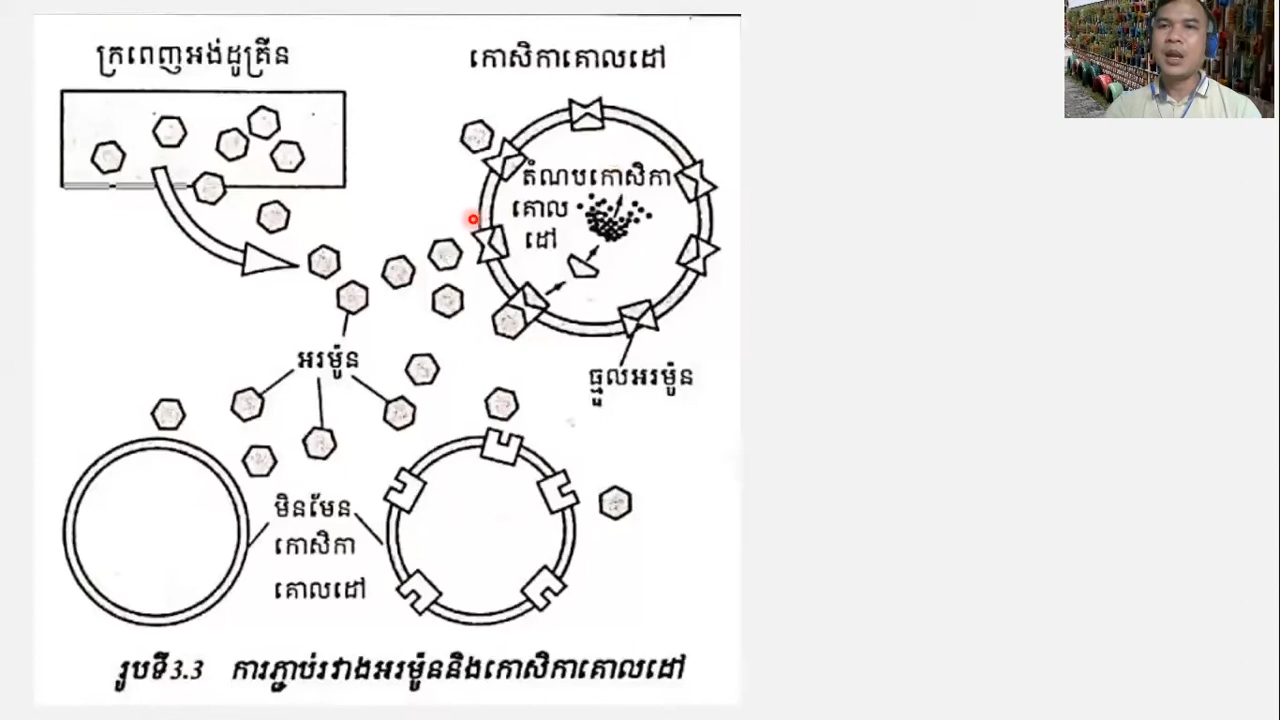 ក្រពេញអង់ដូគ្រីន
កោសិកាគោលដៅ
តំណបកោសិកា
គោល
ដៅ
អរម៉ូន
ធ្មួលអរម៉ូន
មិនមែន
កោសិកា
គោលដៅ
រូបទី3.3 ការភ្ជាប់រវាងអរម៉ូននិងកោសិកាគោលដៅ